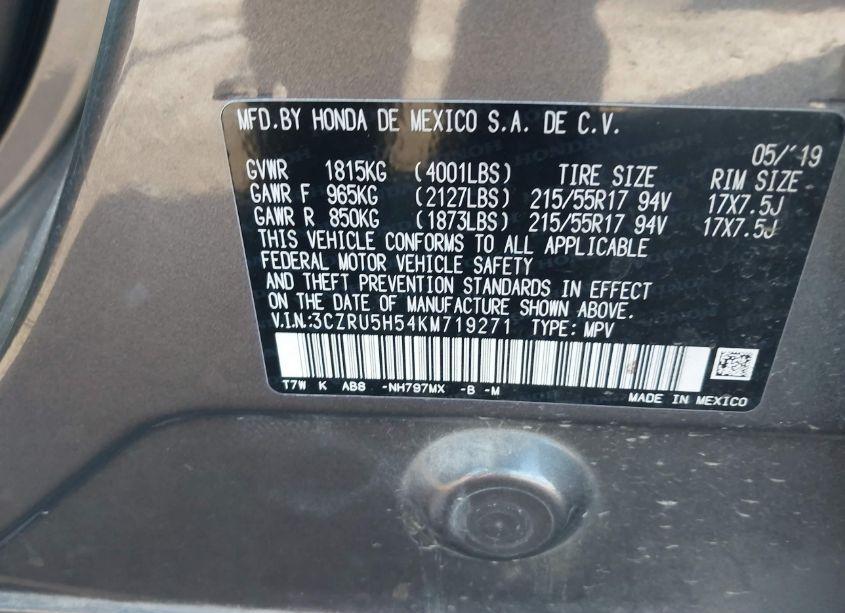 MFD.BY HONDA DE MEXICO S.A. DE C.V.
05/'19
GVWR 1815KG (4001LBS) TIRE SIZE RIM SIZE
GAWR F 965KG (2127LBS) 215/55R17 94V 17X7.5J
GAWR R 850KG (1873LBS) 215/55R17 94V 17X7.5J
THIS VEHICLE CONFORMS TO ALL APPLICABLE
FEDERAL MOTOR VEHICLE SAFETY
AND THEFT PREVENTION STANDARDS IN EFFECT
ON THE DATE OF MANUFACTURE SHOWN ABOVE.
V.I.N.:3CZRU5H54KM719271 TYPE: MPV
T7W K AB8 -NH797MX -B -M
MADE IN MEXICO